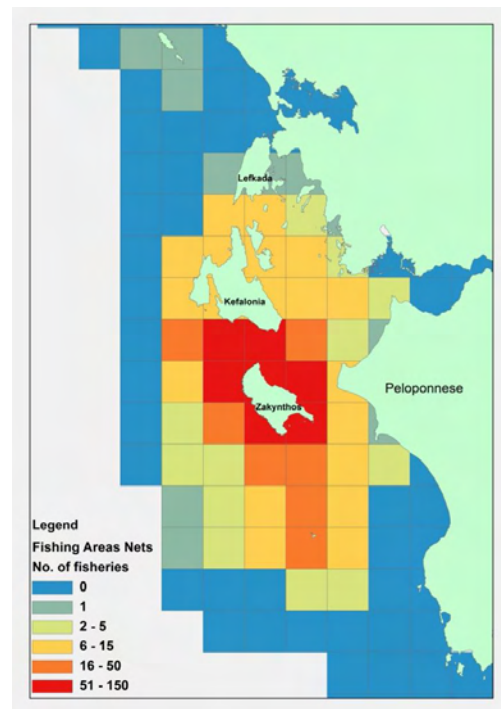 Lefkada
Kefalonia
Peloponnese
Zakynthos
Legend
Fishing Areas Nets
No. of fisheries
0
1
2 - 5
6 - 15
16 - 50
51 - 150